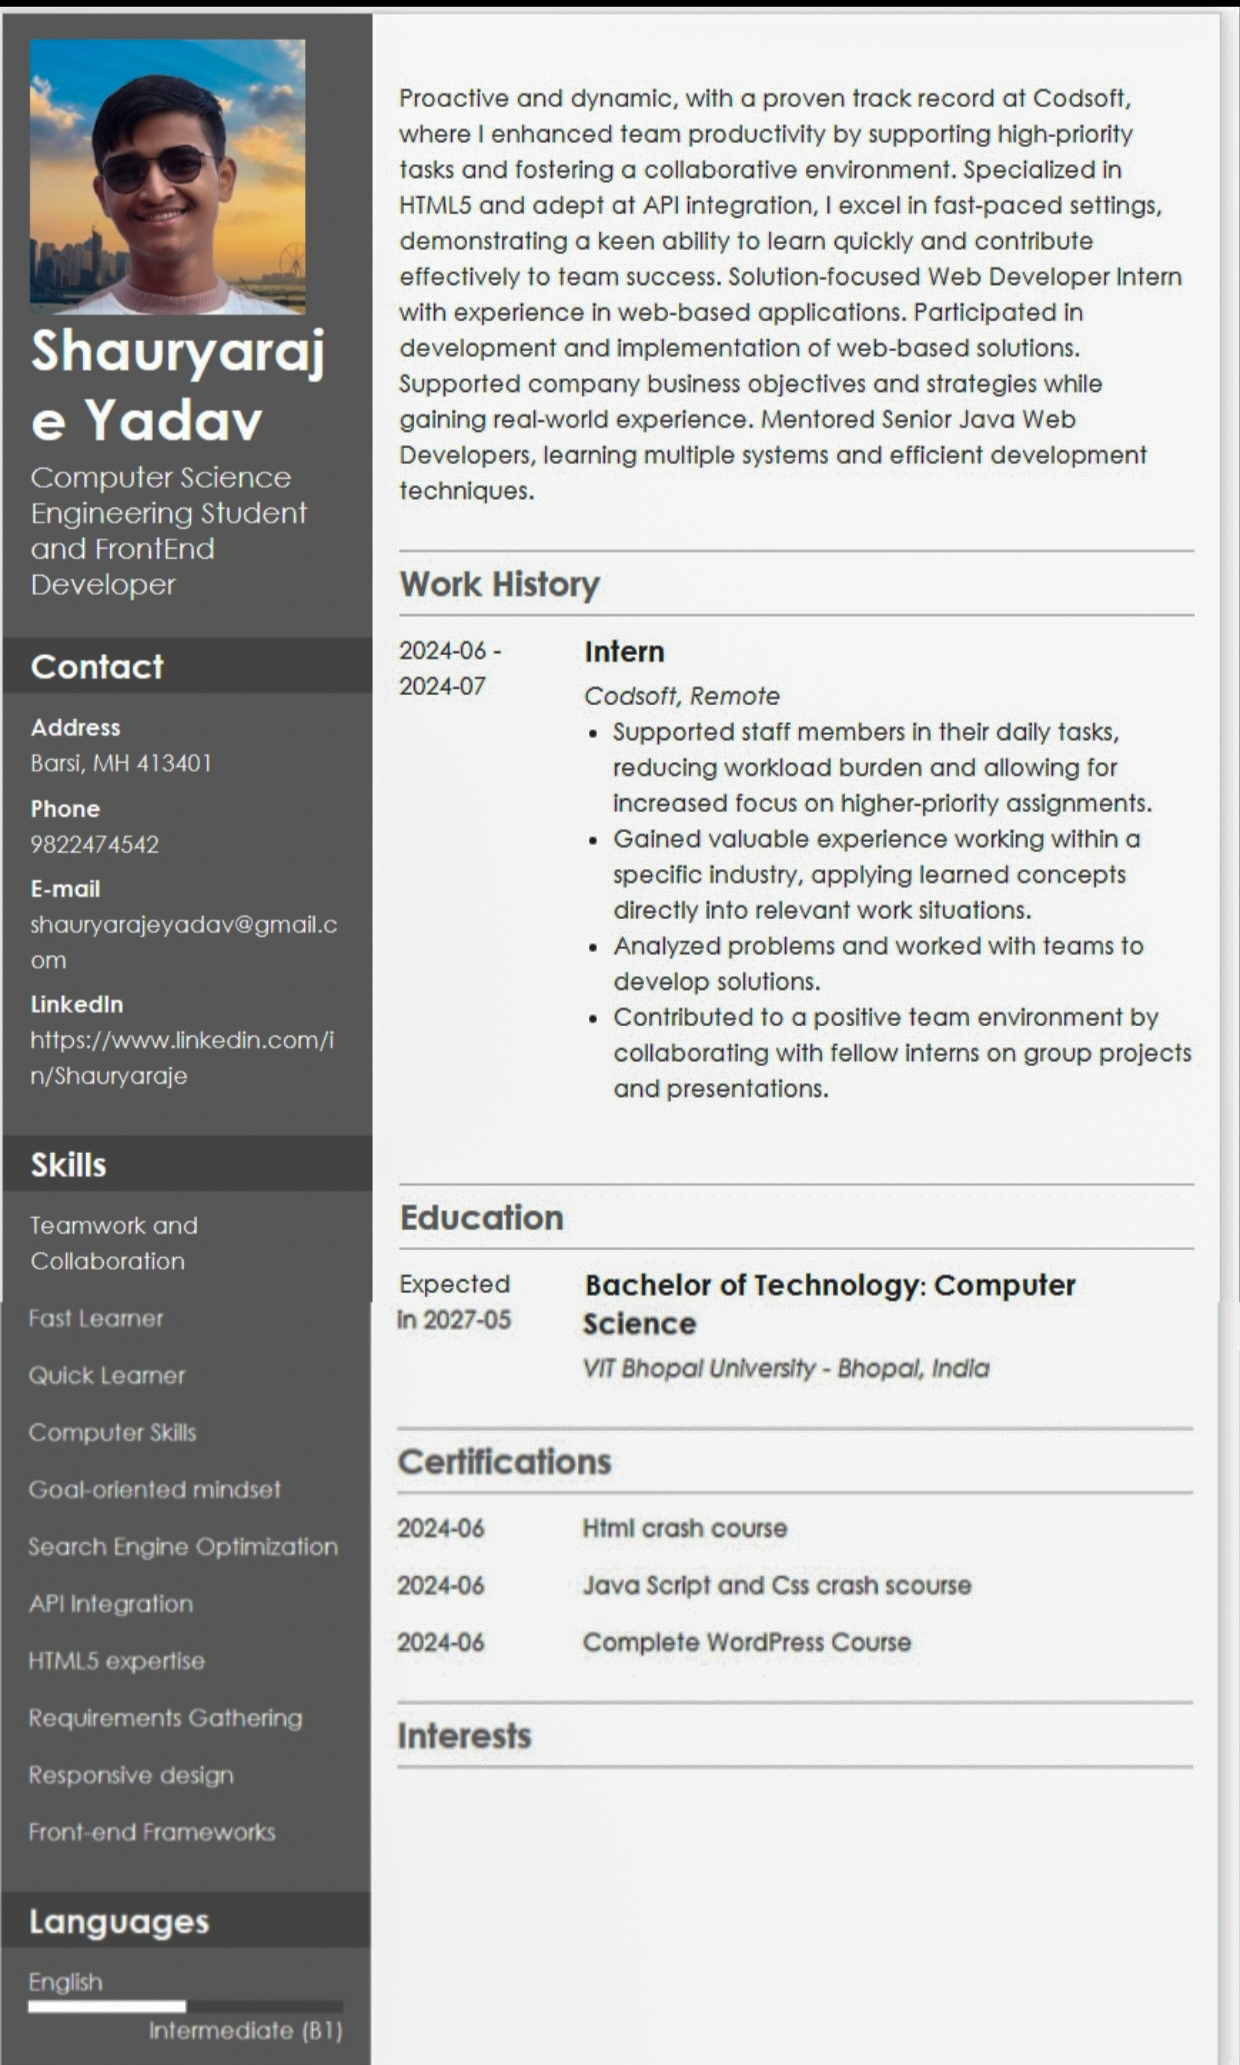 Shauryaraj
e Yadav
Computer Science
Engineering Student
and FrontEnd
Developer
Contact
Address
Barsi, MH 413401
Phone
9822474542
E-mail
shauryarajeyadav@gmail.c
om
LinkedIn
https://www.linkedin.com/i
n/Shauryaraje
Skills
Teamwork and
Collaboration
Fast Learner
Quick Learner
Computer Skills
Goal-oriented mindset
Search Engine Optimization
API Integration
HTML5 expertise
Requirements Gathering
Responsive design
Front-end Frameworks
Languages
English
Intermediate (B1)
Proactive and dynamic, with a proven track record at Codsoft,
where I enhanced team productivity by supporting high-priority
tasks and fostering a collaborative environment. Specialized in
HTML5 and adept at API integration, I excel in fast-paced settings,
demonstrating a keen ability to learn quickly and contribute
effectively to team success. Solution-focused Web Developer Intern
with experience in web-based applications. Participated in
development and implementation of web-based solutions.
Supported company business objectives and strategies while
gaining real-world experience. Mentored Senior Java Web
Developers, learning multiple systems and efficient development
techniques.
Work History
2024-06 -
2024-07
Intern
Codsoft, Remote
• Supported staff members in their daily tasks,
reducing workload burden and allowing for
increased focus on higher-priority assignments.
• Gained valuable experience working within a
specific industry, applying learned concepts
directly into relevant work situations.
• Analyzed problems and worked with teams to
develop solutions.
• Contributed to a positive team environment by
collaborating with fellow interns on group projects
and presentations.
Education
Expected
in 2027-05
Bachelor of Technology: Computer
Science
VIT Bhopal University - Bhopal, India
Certifications
2024-06 Html crash course
2024-06 Java Script and Css crash scourse
2024-06 Complete WordPress Course
Interests